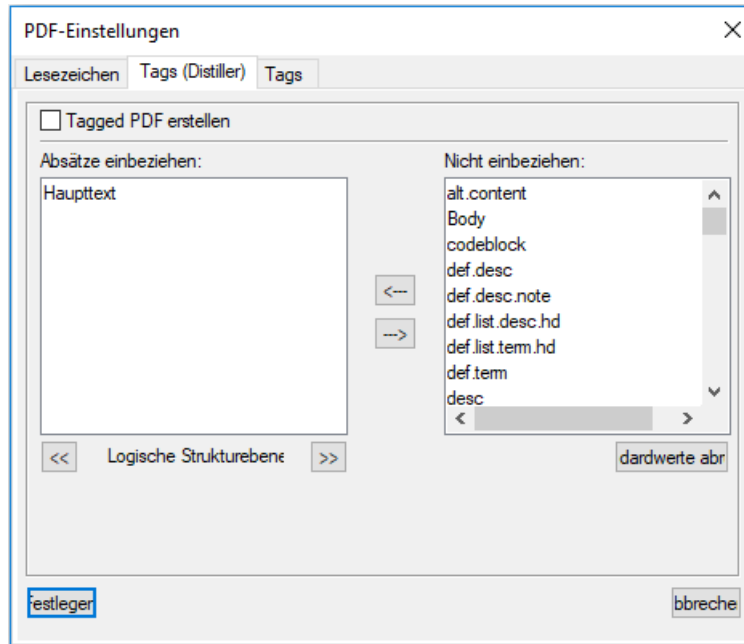 PDF-Einstellungen
Lesezeichen Tags (Distiller) Tags
Tagged PDF erstellen
Absätze einbeziehen: Nicht einbeziehen:
Haupttext
alt.content
Body
codeblock
def.desc
def.desc.note
def.list.desc.hd
def.list.term.hd
def.term
desc
<---
--->
<< Logische Strukturebene >>
dardwerte abr
Festlegen
bbreche